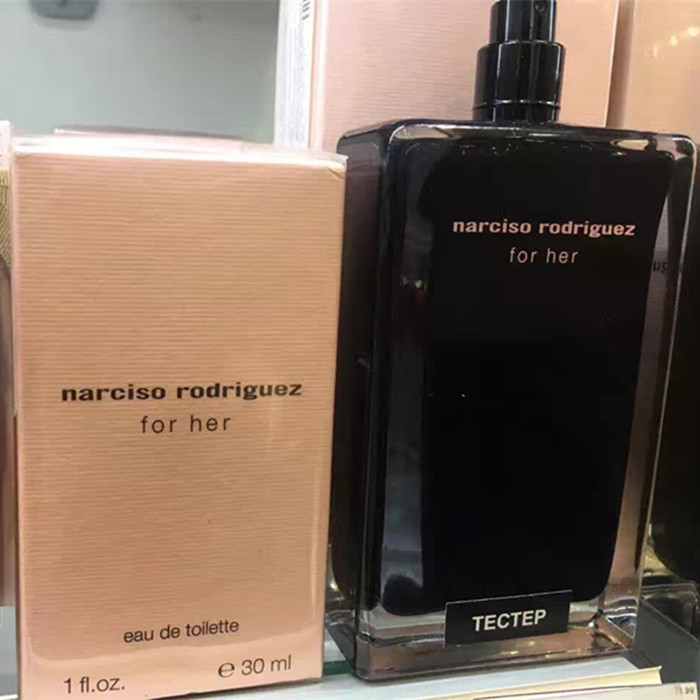 narciso rodriguez
for her
eau de toilette
1 fl.oz.
e 30 ml
narciso rodriguez
for her
ТЕСТЕР